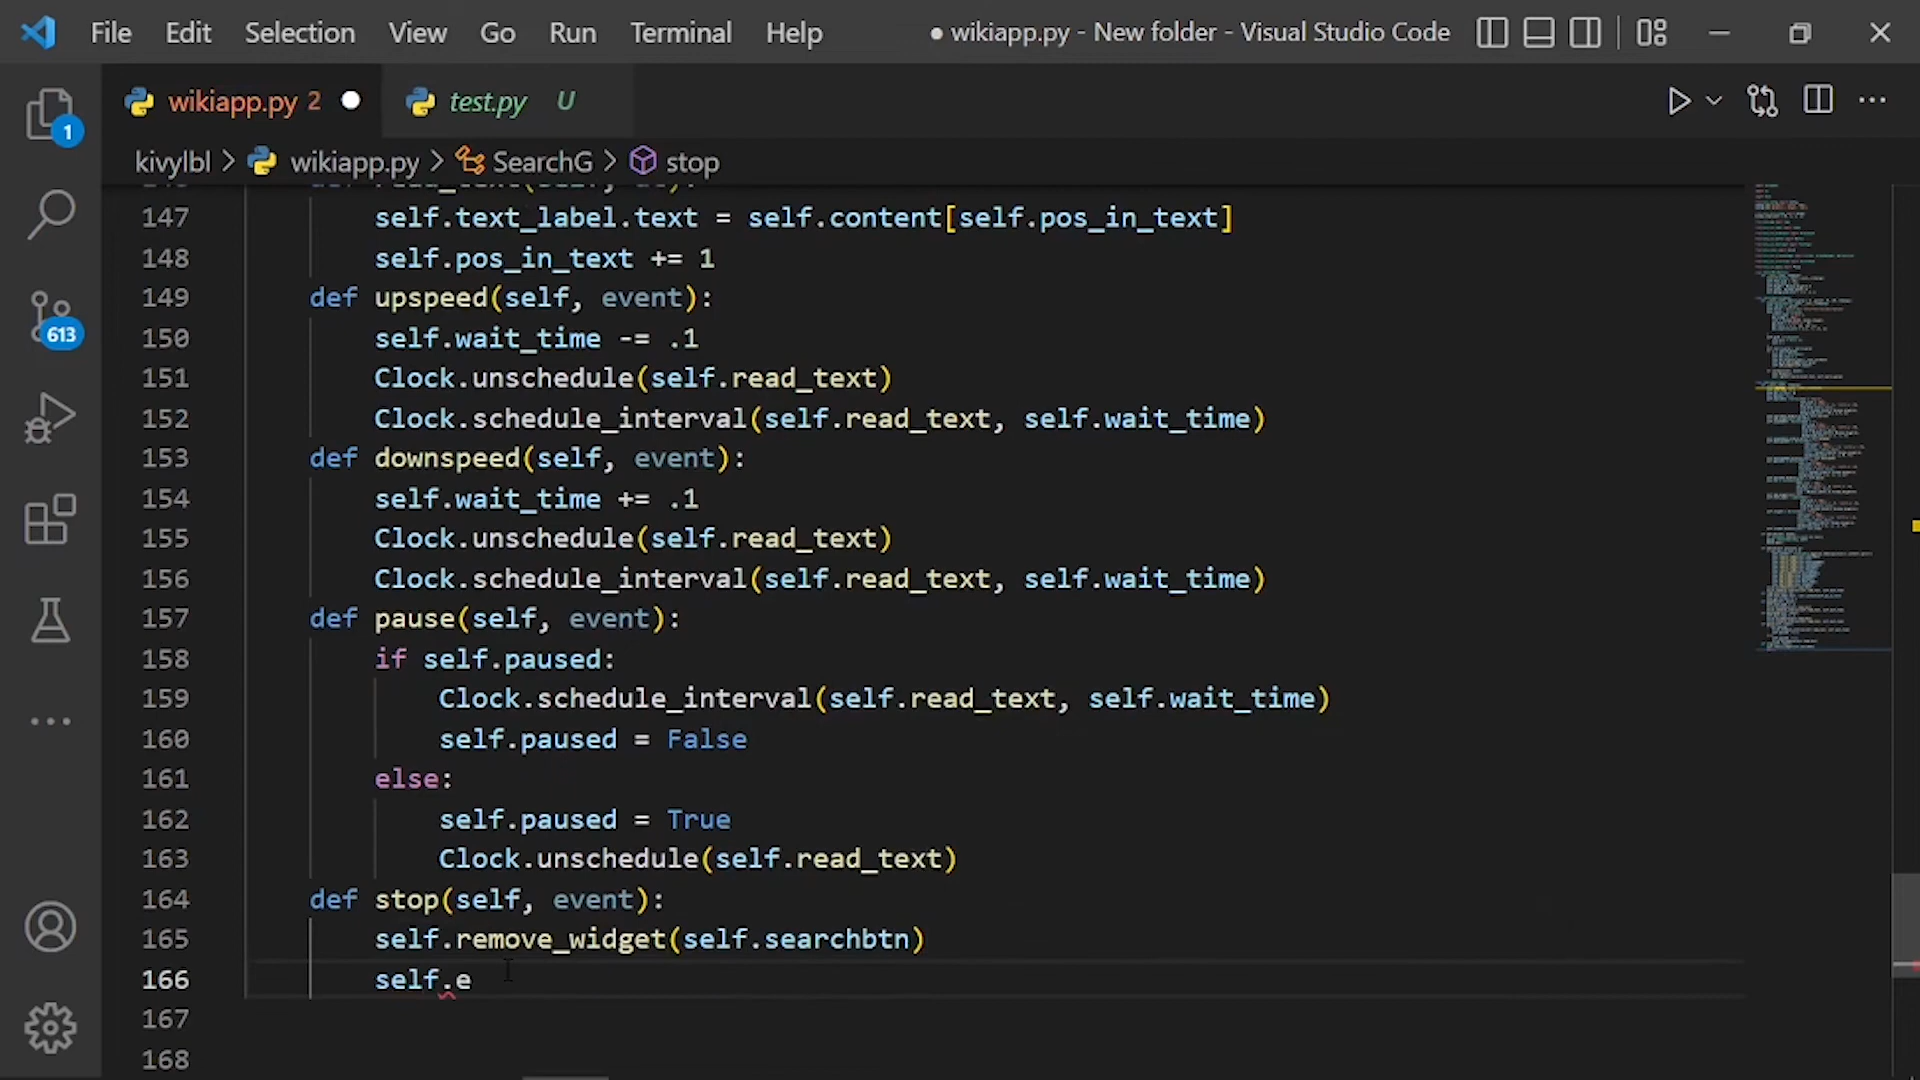 File Edit Selection View Go Run Terminal Help ● wikiapp.py - New folder - Visual Studio Code
wikiapp.py 2 test.py U
kivylbl > wikiapp.py > SearchG > stop
147 self.text_label.text = self.content[self.pos_in_text]
148 self.pos_in_text += 1
149 def upspeed(self, event):
150 self.wait_time -= .1
151 Clock.unschedule(self.read_text)
152 Clock.schedule_interval(self.read_text, self.wait_time)
153 def downspeed(self, event):
154 self.wait_time += .1
155 Clock.unschedule(self.read_text)
156 Clock.schedule_interval(self.read_text, self.wait_time)
157 def pause(self, event):
158 if self.paused:
159 Clock.schedule_interval(self.read_text, self.wait_time)
160 self.paused = False
161 else:
162 self.paused = True
163 Clock.unschedule(self.read_text)
164 def stop(self, event):
165 self.remove_widget(self.searchbtn)
166 self.e
167
168
1
613